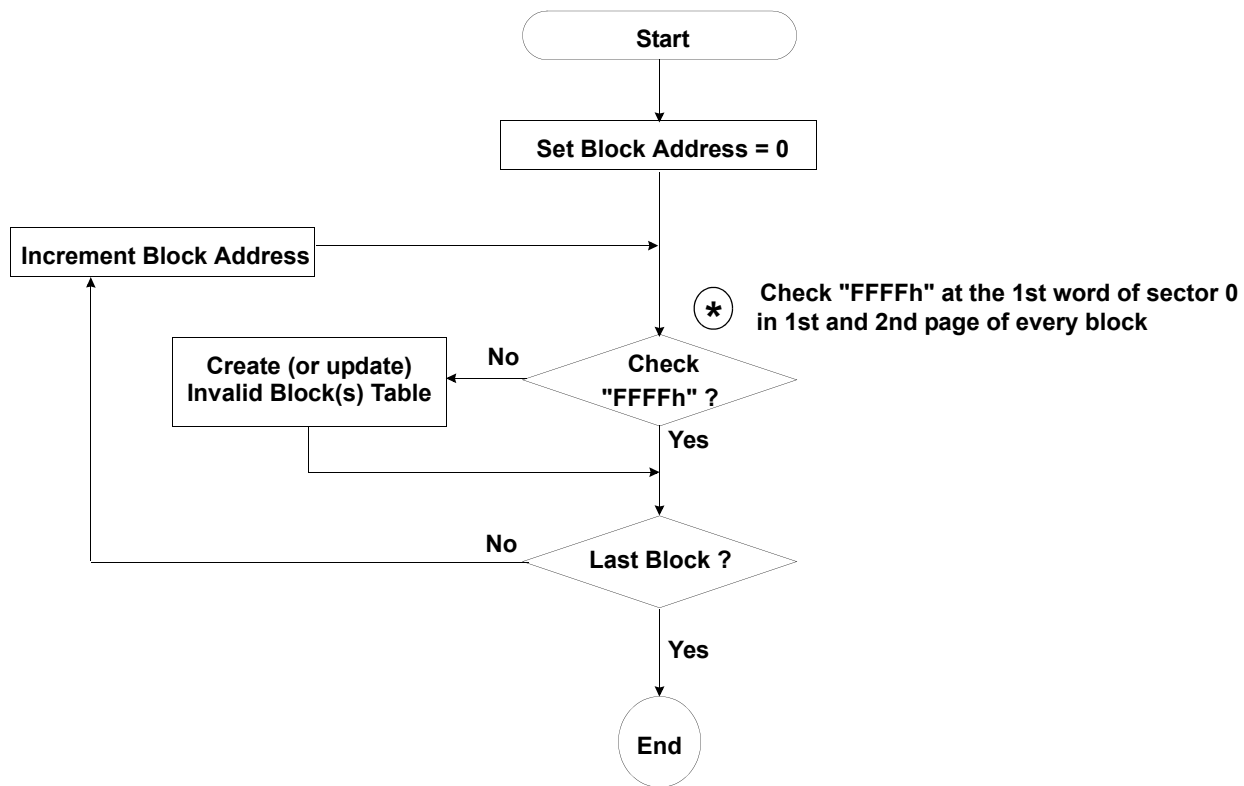 Start
Set Block Address = 0
Increment Block Address
* Check "FFFFh" at the 1st word of sector 0
in 1st and 2nd page of every block
No
Create (or update)
Invalid Block(s) Table
Check
"FFFFh" ?
Yes
No
Last Block ?
Yes
End